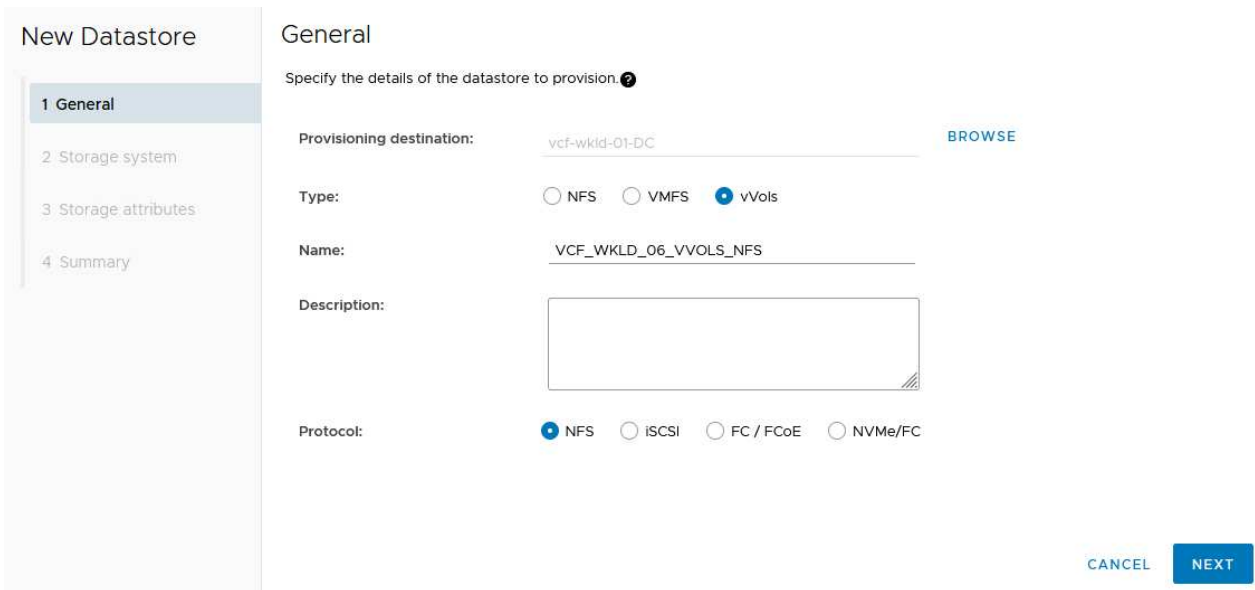 New Datastore
1 General
2 Storage system
3 Storage attributes
4 Summary
General
Specify the details of the datastore to provision.?
Provisioning destination: vcf-wkld-01-DC BROWSE
Type: NFS VMFS vVols
Name: VCF_WKLD_06_VVOLS_NFS
Description:
Protocol: NFS iSCSI FC / FCoE NVMe/FC
CANCEL NEXT